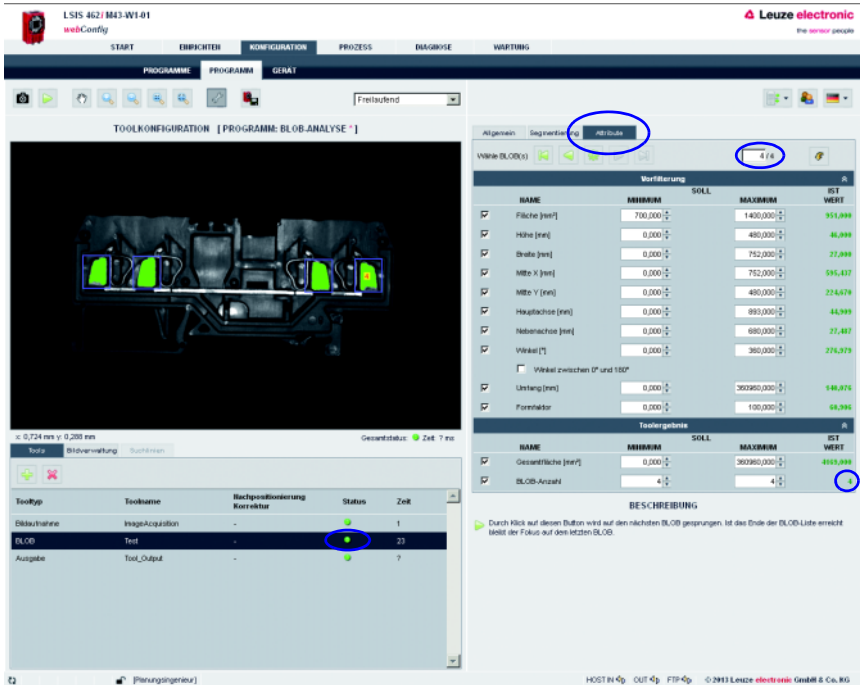 LSIS 462i M43-W1-01
webConfig
Leuze electronic
the sensor people
START EINRICHTEN KONFIGURATION PROZESS DIAGNOSE WARTUNG
PROGRAMME PROGRAMM GERÄT
Freilaufend
TOOLKONFIGURATION [PROGRAMM: BLOB-ANALYSE * ]
4
x: 0,724 mm y: 0,288 mm Gesamtstatus: Zeit ? ms
Tools Bildverwaltung Suchlinien
Tooltyp Toolname Nachpositionierung Korrektur Status Zeit
Bildaufnahme ImageAcquisition - 1
BLOB Test - 23
Ausgabe Tool_Output - ?
Allgemein Segmentierung Attribute
Wähle BLOB(s) 4 / 4
Vorfilterung
SOLL IST
NAME MINIMUM MAXIMUM WERT
Fläche [mm²] 700,000 1400,000 951,000
Höhe [mm] 0,000 480,000 46,000
Breite [mm] 0,000 752,000 27,000
Mitte X [mm] 0,000 752,000 595,437
Mitte Y [mm] 0,000 480,000 224,670
Hauptachse [mm] 0,000 893,000 44,909
Nebenachse [mm] 0,000 680,000 27,487
Winkel [°] 0,000 360,000 276,979
Winkel zwischen 0° und 180°
Umfang [mm] 0,000 360960,000 140,076
Formfaktor 0,000 100,000 60,906
Toolergebnis
SOLL IST
NAME MINIMUM MAXIMUM WERT
Gesamtfläche [mm²] 0,000 360960,000
BLOB-Anzahl 4 4 4
BESCHREIBUNG
Durch Klick auf diesen Button wird auf den nächsten BLOB gesprungen. Ist das Ende der BLOB-Liste erreicht
bleibt der Fokus auf dem letzten BLOB.
[Planungsingenieur] HOST IN OUT FTP © 2013 Leuze electronic GmbH & Co. KG